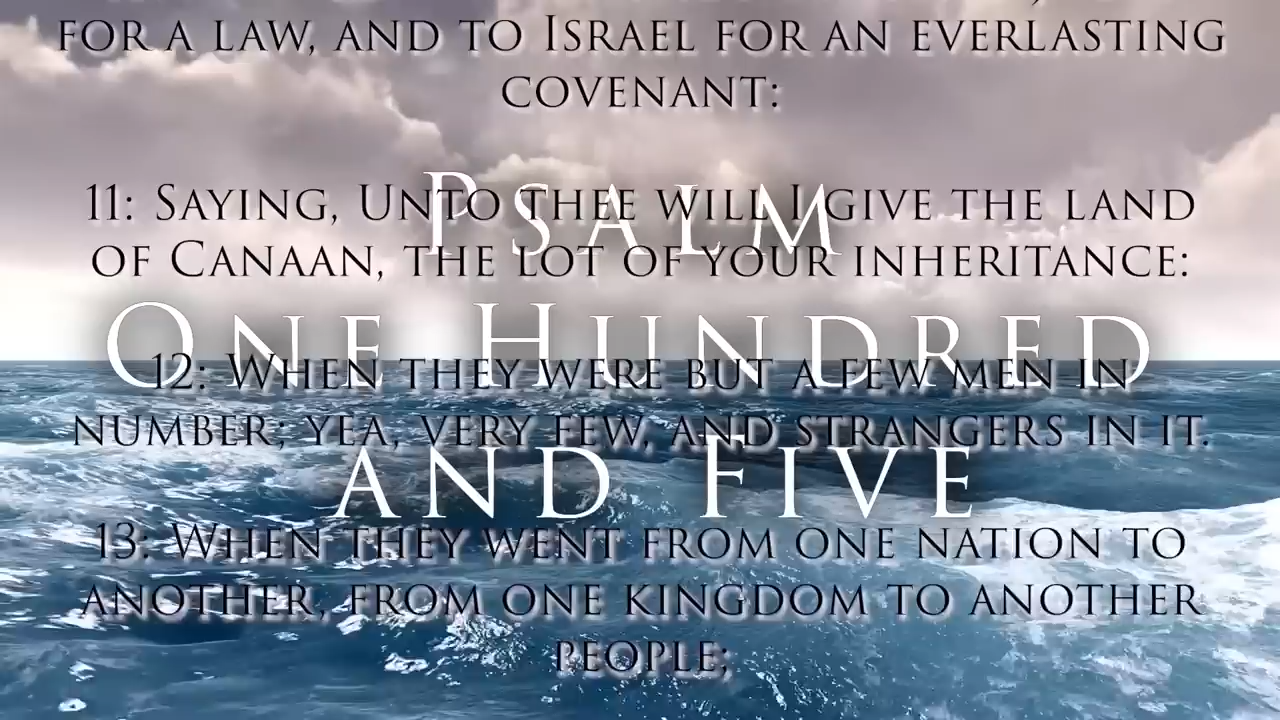 FOR A LAW, AND TO ISRAEL FOR AN EVERLASTING
COVENANT:
11: SAYING, UNTO THEE WILL I GIVE THE LAND
OF CANAAN, THE LOT OF YOUR INHERITANCE:
12: WHEN THEY WERE BUT A FEW MEN IN
NUMBER; YEA, VERY FEW, AND STRANGERS IN IT.
13: WHEN THEY WENT FROM ONE NATION TO
ANOTHER, FROM ONE KINGDOM TO ANOTHER
PEOPLE;
PSALM
ONE HUNDRED
AND FIVE